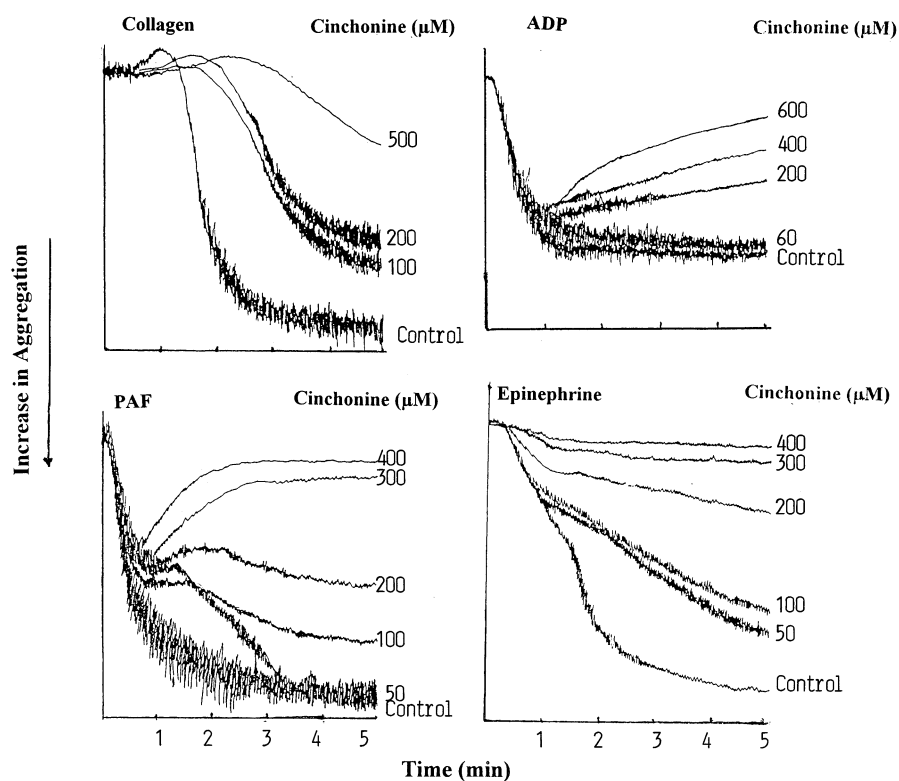 Collagen
Cinchonine (µM)
500
200
100
Control
ADP
Cinchonine (µM)
600
400
200
60
Control
Increase in Aggregation
PAF
Cinchonine (µM)
400
300
200
100
50
Control
1 2 3 4 5
Epinephrine
Cinchonine (µM)
400
300
200
100
50
Control
1 2 3 4 5
Time (min)